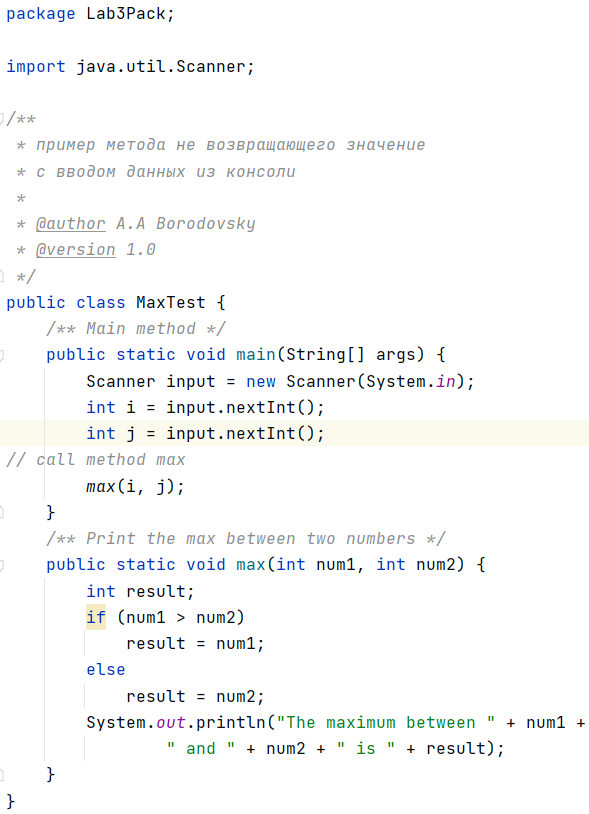 package Lab3Pack;
import java.util.Scanner;
/**
 * пример метода не возвращающего значение
 * с вводом данных из консоли
 *
 * @author A.A Borodovsky
 * @version 1.0
 */
public class MaxTest {
    /** Main method */
    public static void main(String[] args) {
        Scanner input = new Scanner(System.in);
        int i = input.nextInt();
        int j = input.nextInt();
// call method max
        max(i, j);
    }
    /** Print the max between two numbers */
    public static void max(int num1, int num2) {
        int result;
        if (num1 > num2)
            result = num1;
        else
            result = num2;
        System.out.println("The maximum between " + num1 +
                " and " + num2 + " is " + result);
    }
}